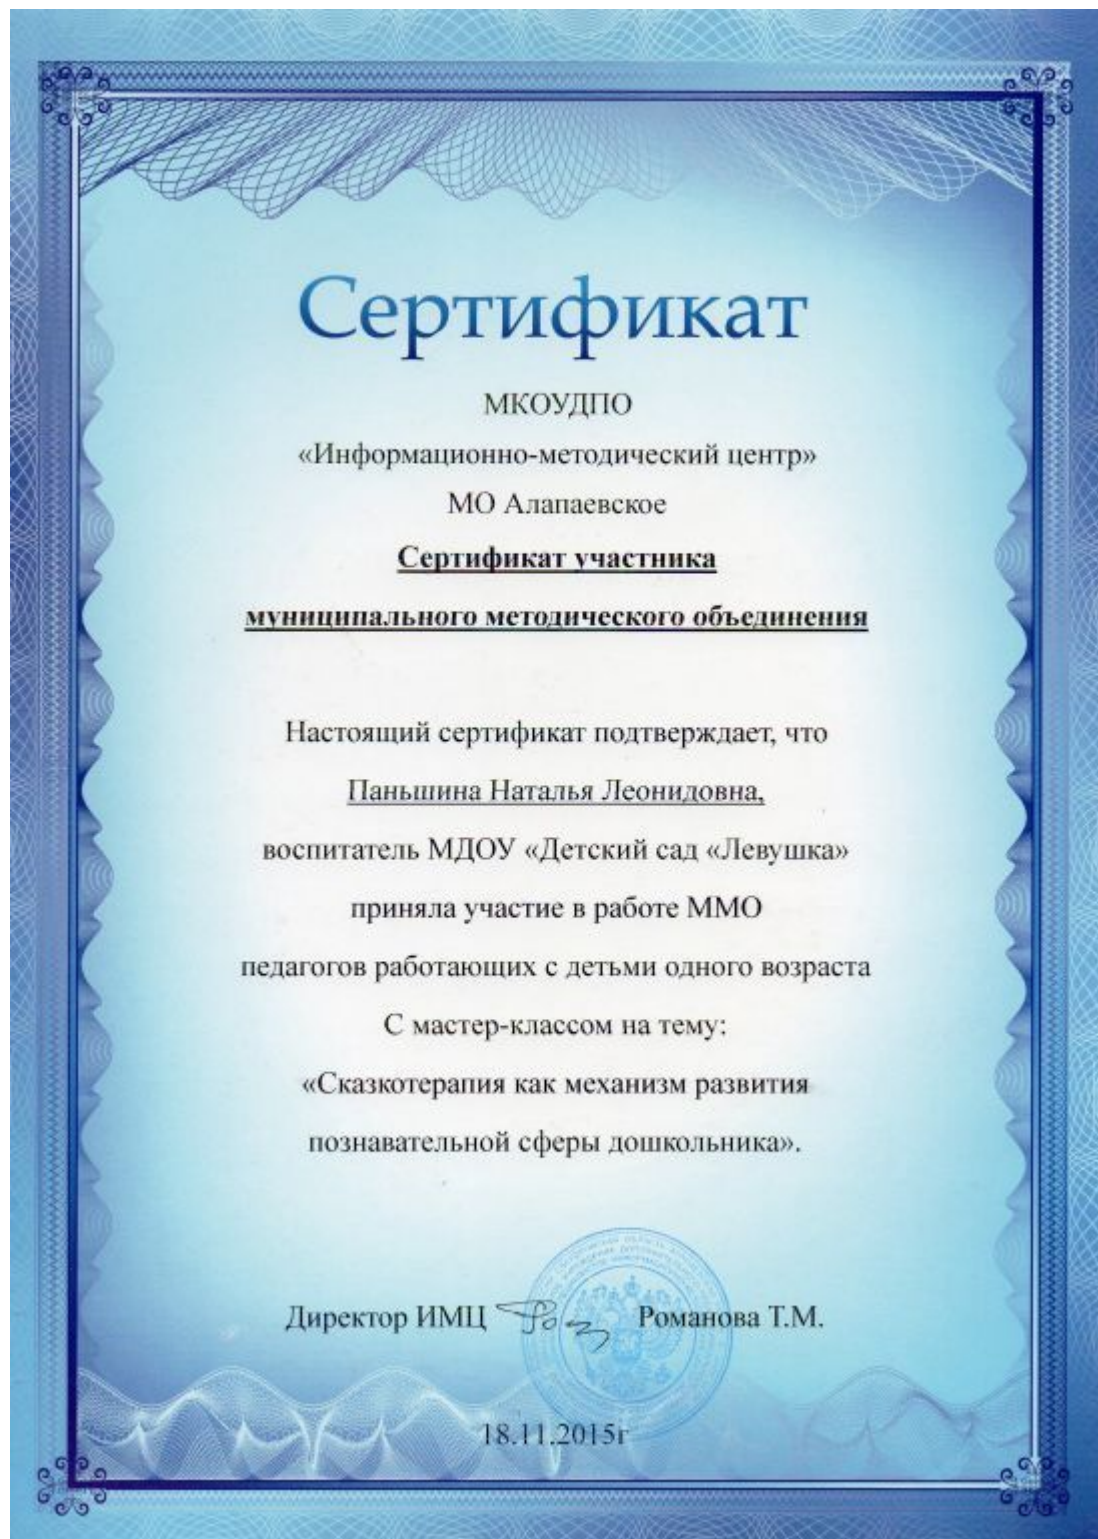 Сертификат
МКОУДПО
«Информационно-методический центр»
МО Алапаевское
Сертификат участника
муниципального методического объединения
Настоящий сертификат подтверждает, что
Паньшина Наталья Леонидовна,
воспитатель МДОУ «Детский сад «Левушка»
приняла участие в работе ММО
педагогов работающих с детьми одного возраста
С мастер-классом на тему:
«Сказкотерапия как механизм развития
познавательной сферы дошкольника».
Директор ИМЦ Романова Т.М.
18.11.2015г